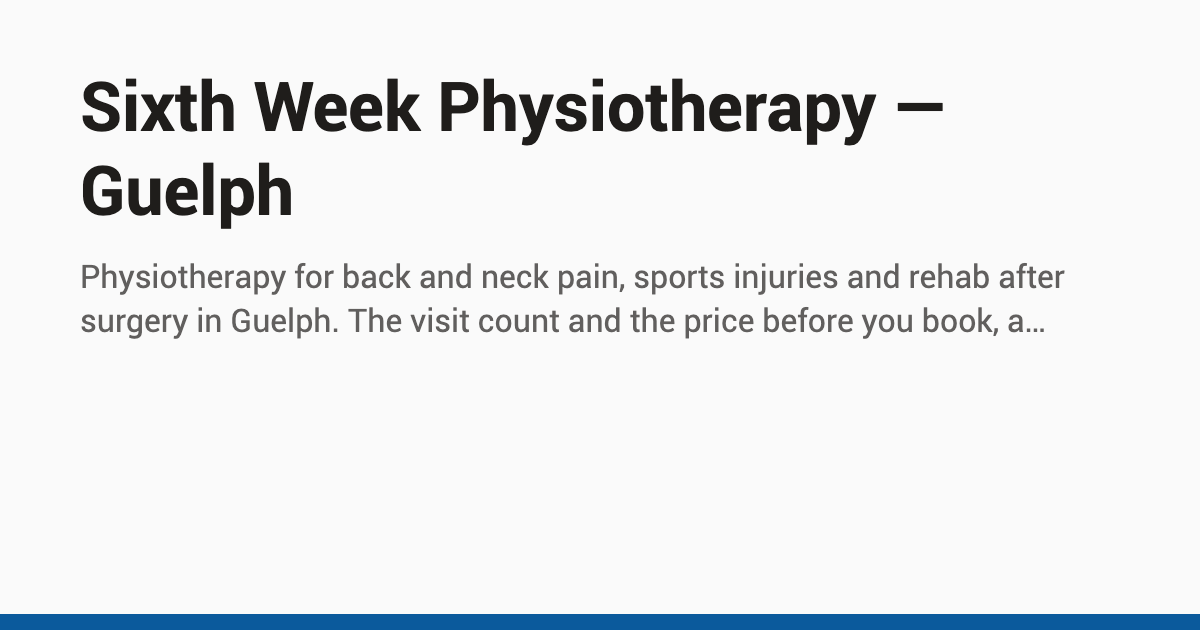 Sixth Week Physiotherapy —
Guelph
Physiotherapy for back and neck pain, sports injuries and rehab after
surgery in Guelph. The visit count and the price before you book, a…